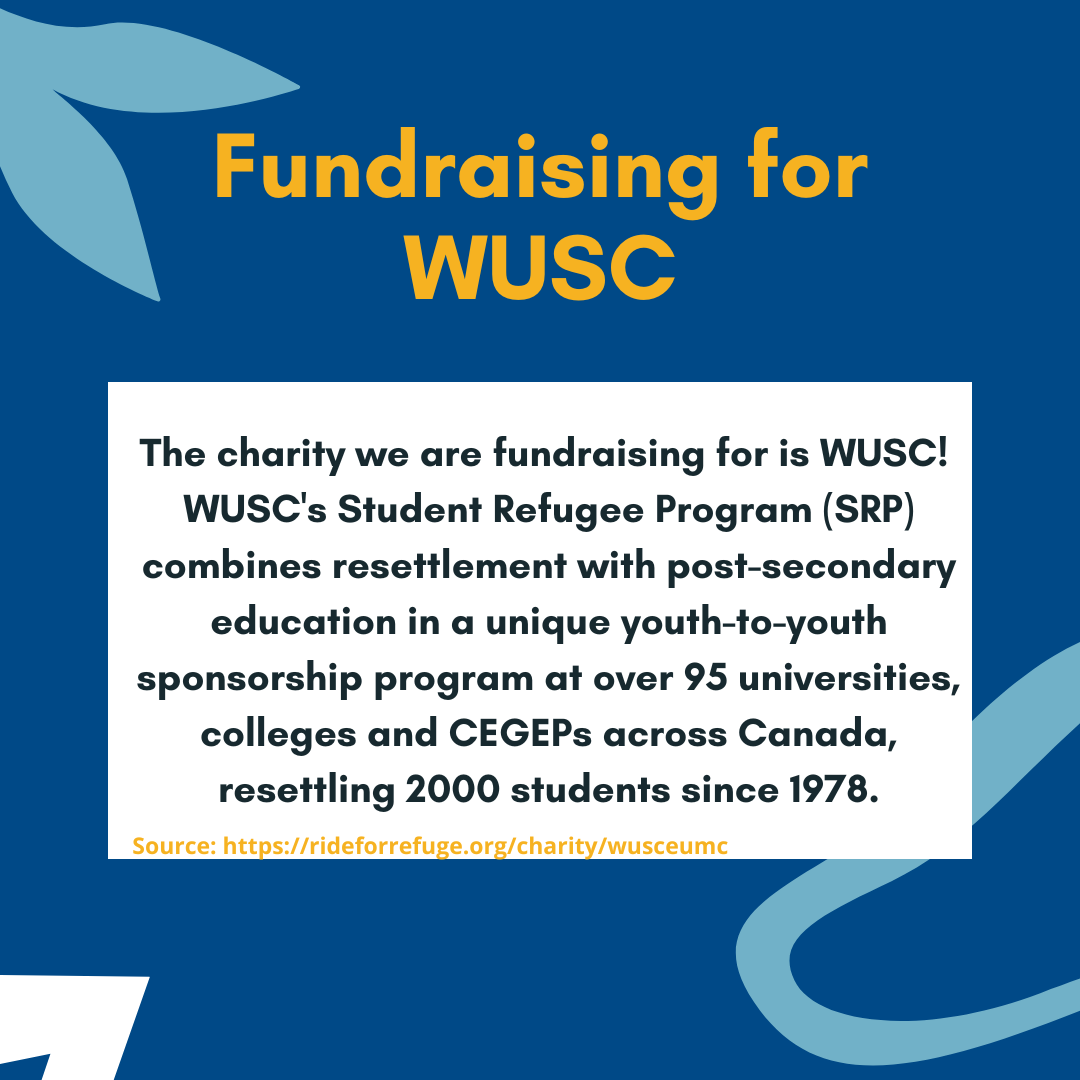 Fundraising for
WUSC
The charity we are fundraising for is WUSC!
WUSC's Student Refugee Program (SRP)
combines resettlement with post-secondary
education in a unique youth-to-youth
sponsorship program at over 95 universities,
colleges and CEGEPs across Canada,
resettling 2000 students since 1978.
Source: https://rideforrefuge.org/charity/wusceumc